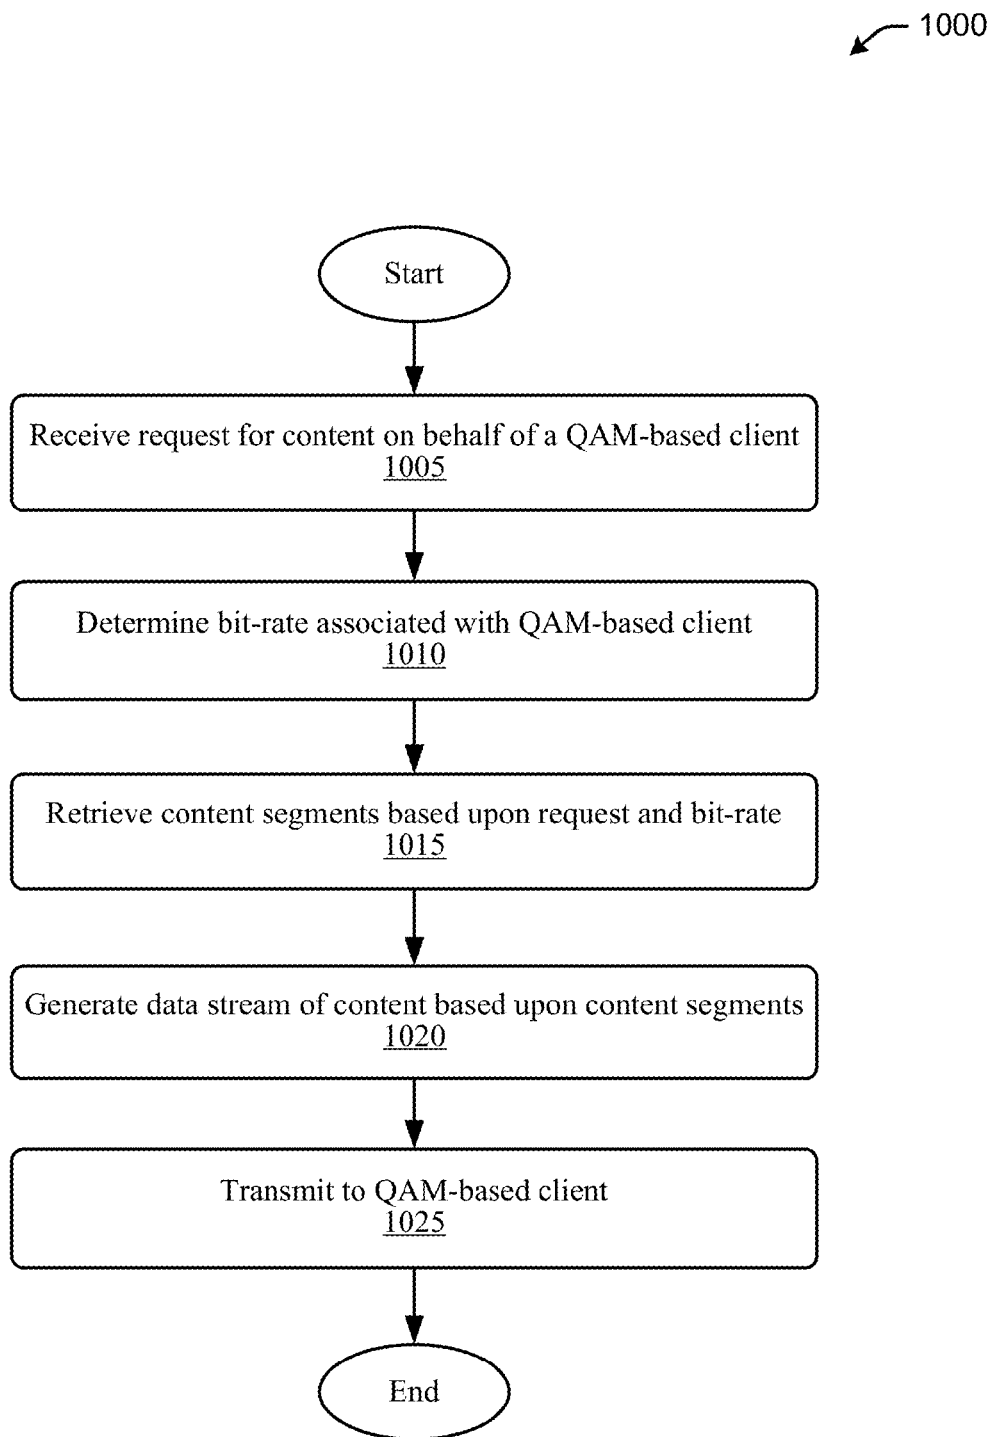 1000
Start
Receive request for content on behalf of a QAM-based client
1005
Determine bit-rate associated with QAM-based client
1010
Retrieve content segments based upon request and bit-rate
1015
Generate data stream of content based upon content segments
1020
Transmit to QAM-based client
1025
End